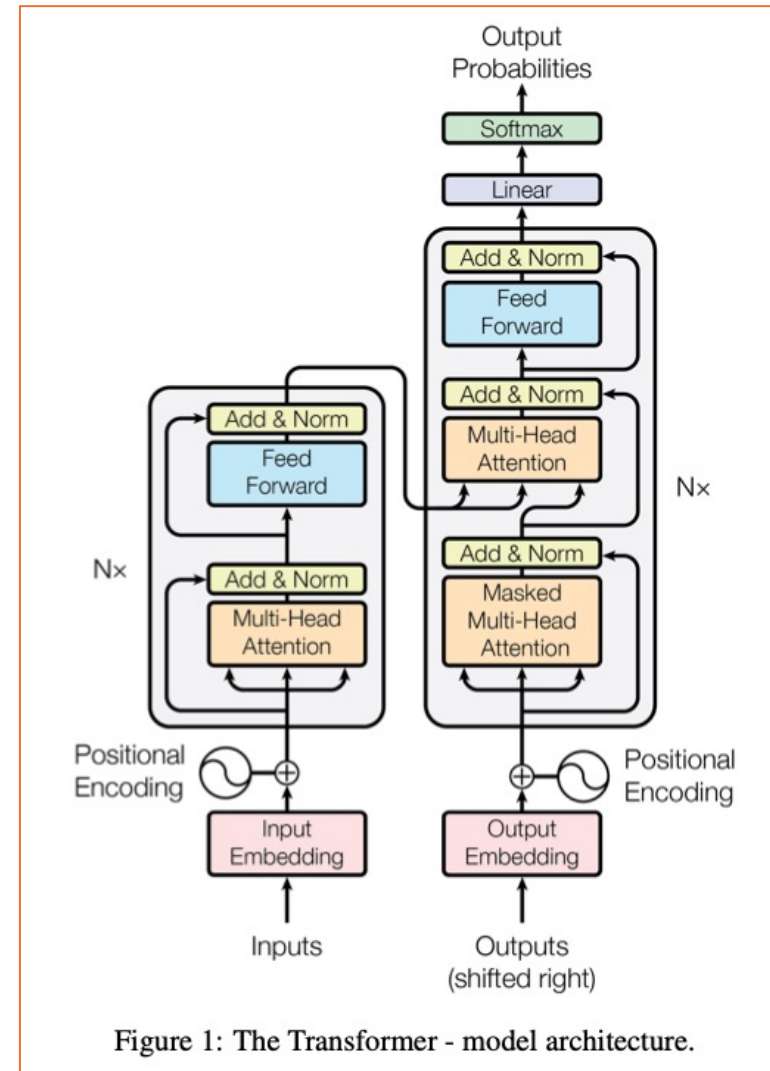 Output
Probabilities
Softmax
Linear
Add & Norm
Feed
Forward
Add & Norm
Multi-Head
Attention
Nx
Add & Norm
Masked
Multi-Head
Attention
Add & Norm
Feed
Forward
Nx
Add & Norm
Multi-Head
Attention
Positional
Encoding
Positional
Encoding
Input
Embedding
Output
Embedding
Inputs
Outputs
(shifted right)
Figure 1: The Transformer - model architecture.